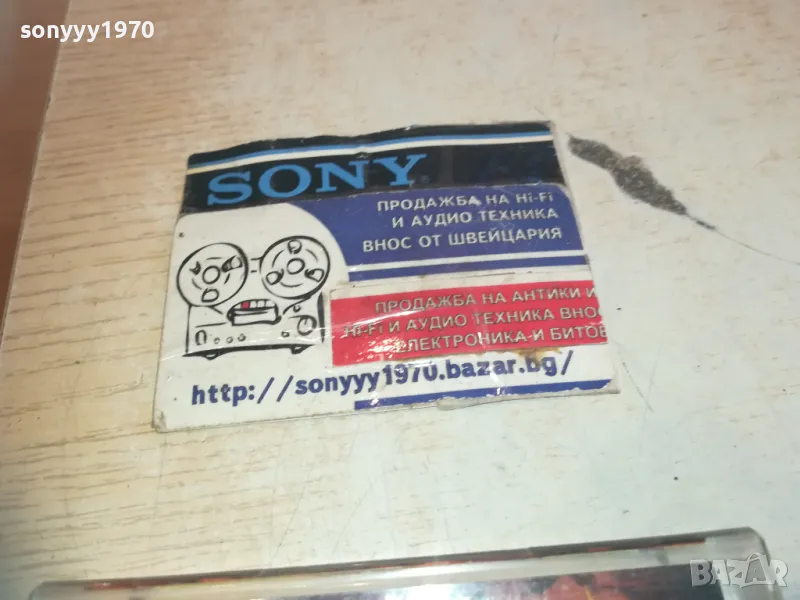 sonyyy1970
SONY
ПРОДАЖБА НА Hi-Fi
И АУДИО ТЕХНИКА
ВНОС ОТ ШВЕЙЦАРИЯ
ПРОДАЖБА НА АНТИКИ И
Hi-Fi И АУДИО ТЕХНИКА ВНОС
ЕЛЕКТРОНИКА И БИТОВ
http://sonyyy1970.bazar.bg/
BAZAR